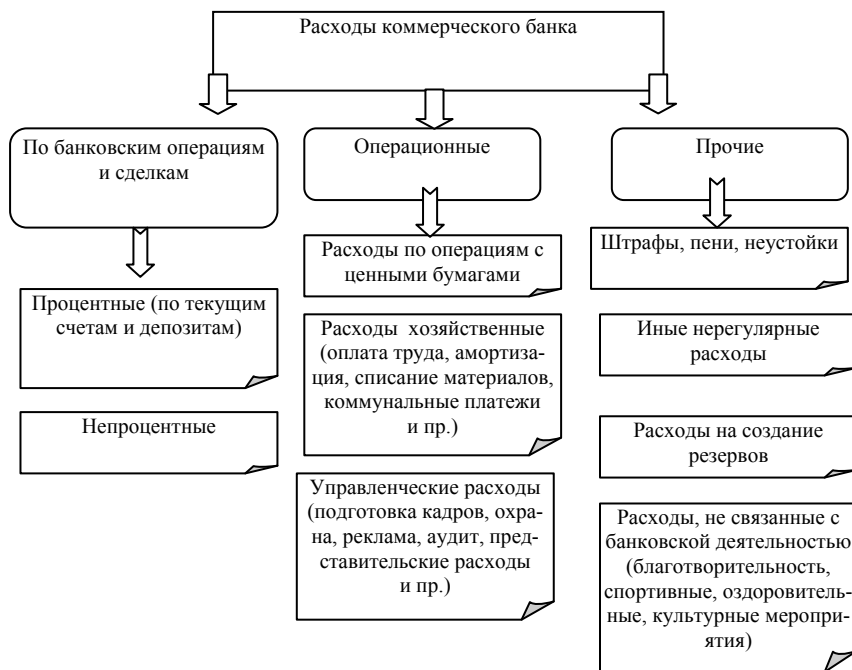 Расходы коммерческого банка
По банковским операциям
и сделкам
Процентные (по текущим
счетам и депозитам)
Непроцентные
Операционные
Расходы по операциям с
ценными бумагами
Расходы хозяйственные
(оплата труда, амортиза-
ция, списание материалов,
коммунальные платежи
и пр.)
Управленческие расходы
(подготовка кадров, охра-
на, реклама, аудит, пред-
ставительские расходы
и пр.)
Прочие
Штрафы, пени, неустойки
Иные нерегулярные
расходы
Расходы на создание
резервов
Расходы, не связанные с
банковской деятельностью
(благотворительность,
спортивные, оздоровитель-
ные, культурные меропри-
ятия)